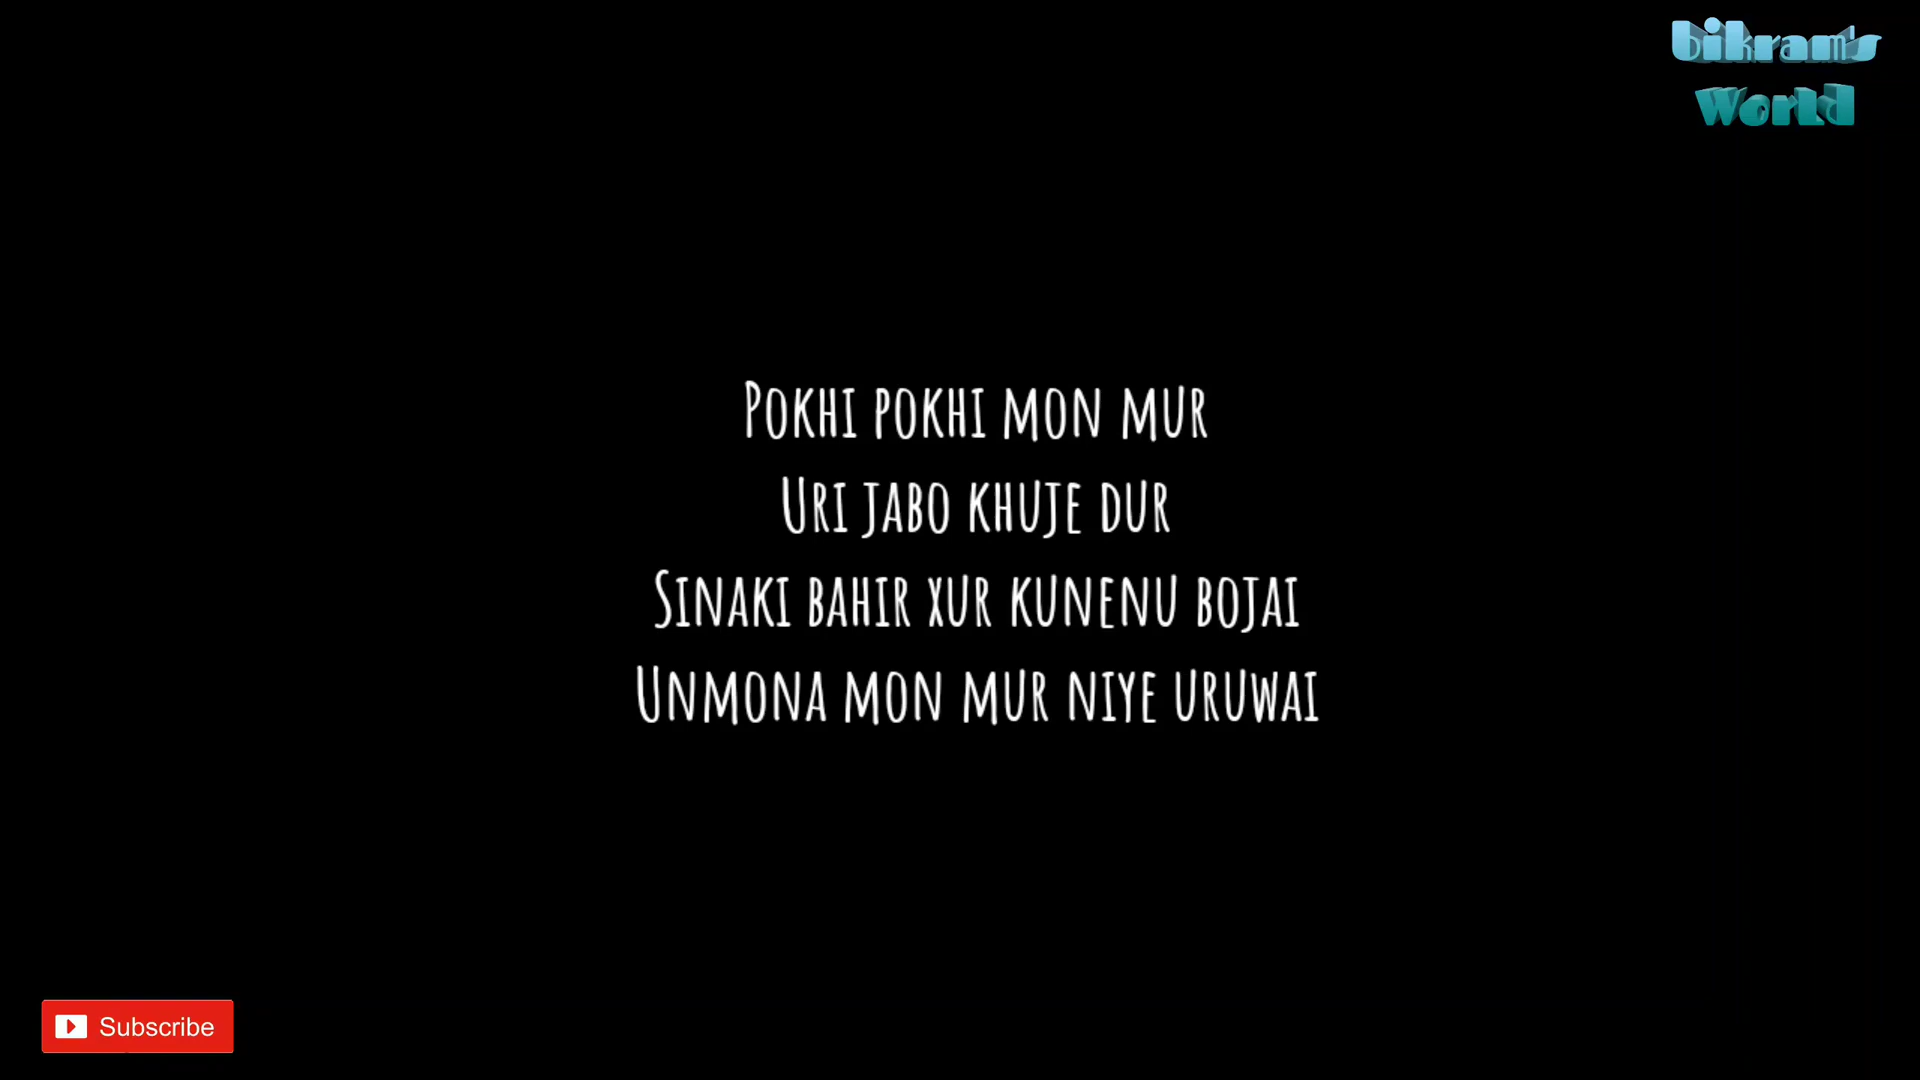 bikram's
World
Pokhi pokhi mon mur
Uri jabo khuje dur
Sinaki bahir xur kunenu bojai
Unmona mon mur niye uruwai
Subscribe